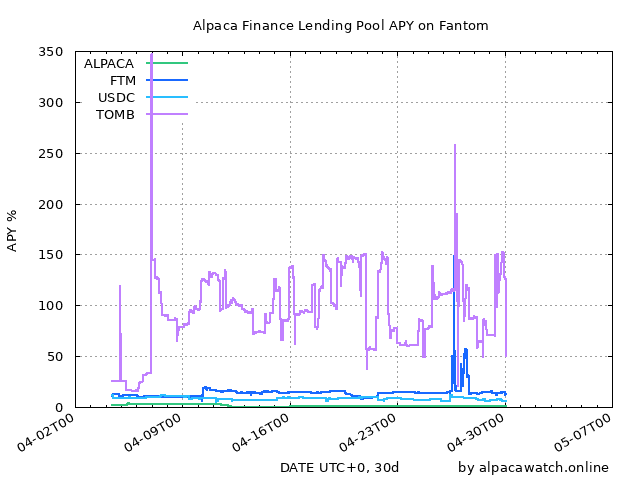 Alpaca Finance Lending Pool APY on Fantom
350
300
250
200
150
100
50
0
APY %
ALPACA
FTM
USDC
TOMB
04-02T00
04-09T00
04-16T00
04-23T00
04-30T00
05-07T00
DATE UTC+0, 30d
by alpacawatch.online